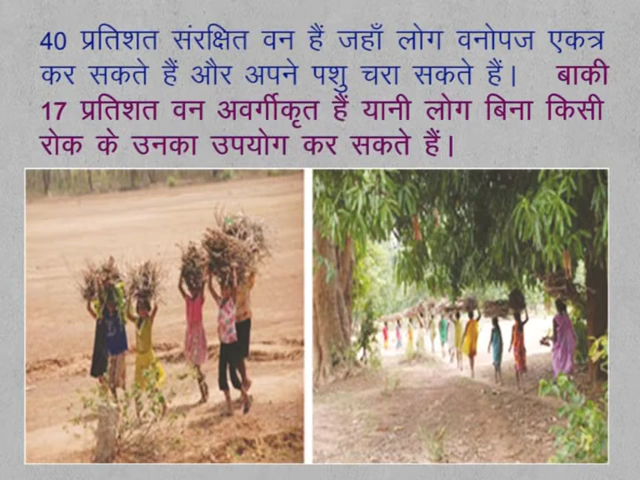 40 प्रतिशत संरक्षित वन हैं जहाँ लोग वनोपज एकत्र
कर सकते हैं और अपने पशु चरा सकते हैं। बाकी
17 प्रतिशत वन अवर्गीकृत हैं यानी लोग बिना किसी
रोक के उनका उपयोग कर सकते हैं।